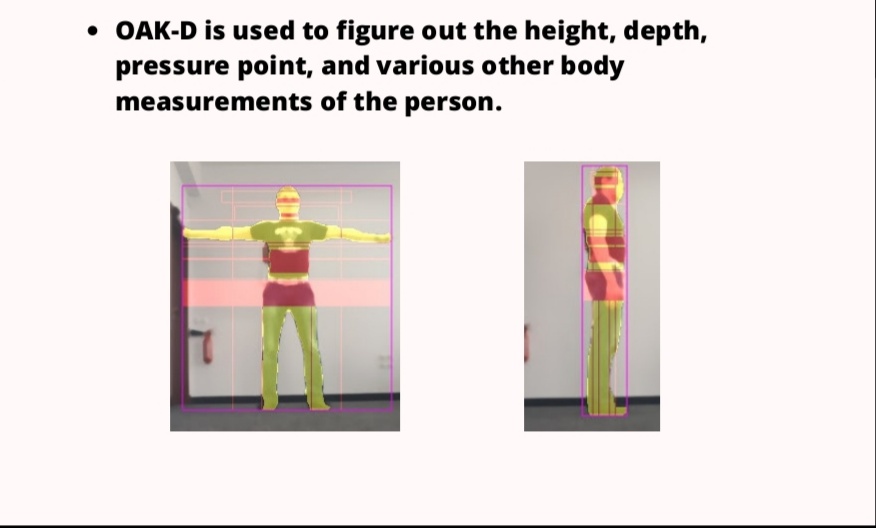 • OAK-D is used to figure out the height, depth,
pressure point, and various other body
measurements of the person.